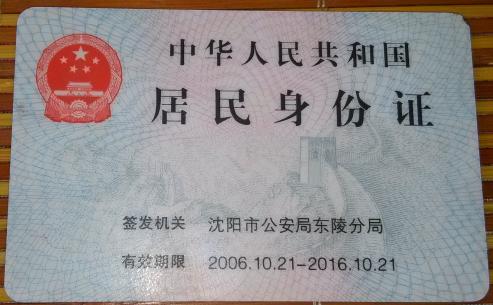 中华人民共和国
居民身份证
签发机关 沈阳市公安局东陵分局
有效期限 2006.10.21-2016.10.21